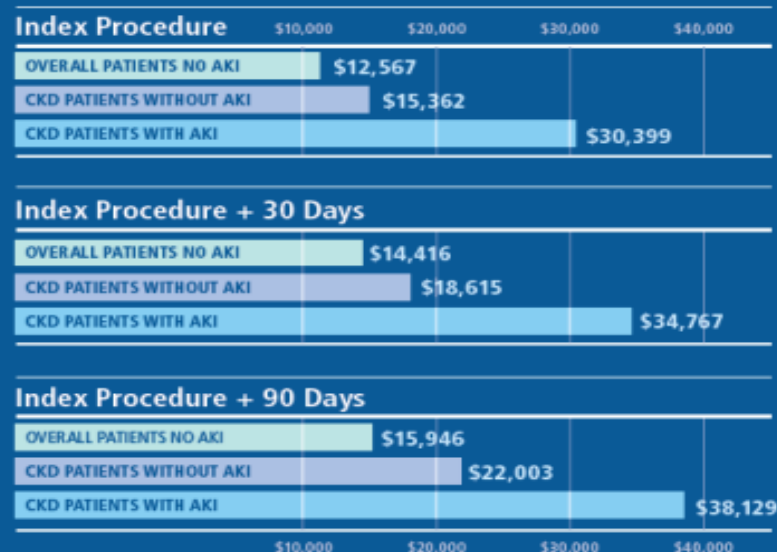 Index Procedure $10,000 $20,000 $30,000 $40,000
OVERALL PATIENTS NO AKI $12,567
CKD PATIENTS WITHOUT AKI $15,362
CKD PATIENTS WITH AKI $30,399
Index Procedure + 30 Days
OVERALL PATIENTS NO AKI $14,416
CKD PATIENTS WITHOUT AKI $18,615
CKD PATIENTS WITH AKI $34,767
Index Procedure + 90 Days
OVERALL PATIENTS NO AKI $15,946
CKD PATIENTS WITHOUT AKI $22,003
CKD PATIENTS WITH AKI $38,129
$10,000 $20,000 $30,000 $40,000